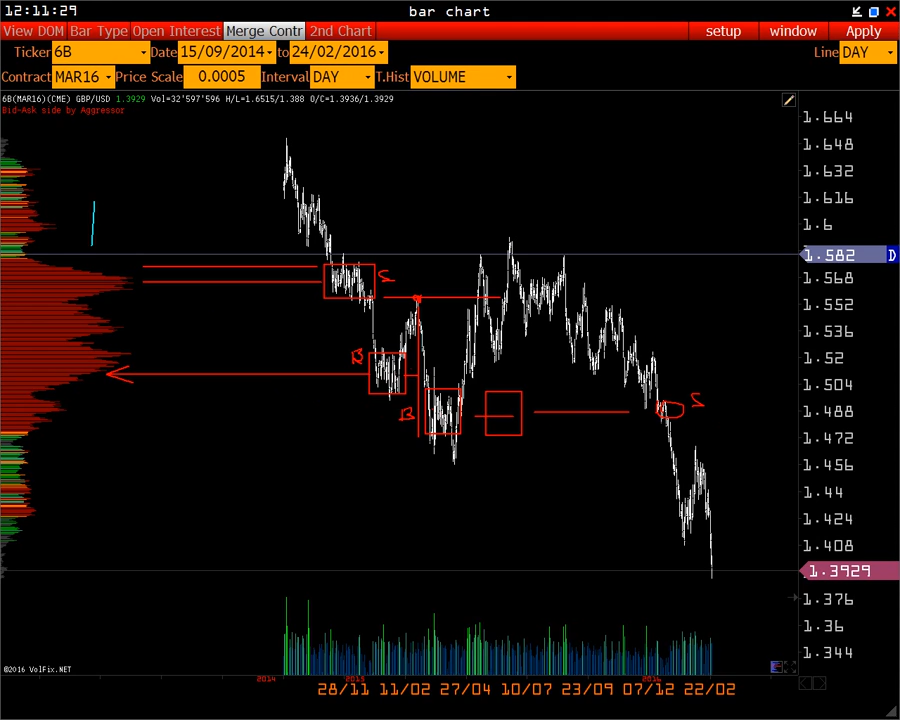 12:11:29 bar chart
View DOM Bar Type Open Interest Merge Contr 2nd Chart setup window Apply
Ticker 6B Date 15/09/2014 to 24/02/2016 Line DAY
Contract MAR16 Price Scale 0.0005 Interval DAY T.Hist VOLUME
6B(MAR16)(CME) GBP/USD 1.3929 Vol=32'597'596 H/L=1.6515/1.388 O/C=1.3936/1.3929
Bid-Ask side by Aggressor
1.664
1.648
1.632
1.616
1.6
1.582 D
1.568
S
1.552
1.536
B
1.52
1.504
S
B
1.488
1.472
1.456
1.44
1.424
1.408
1.3929
1.376
1.36
1.344
©2016 VolFix.NET
2014 2015 2016
28/11 11/02 27/04 10/07 23/09 07/12 22/02